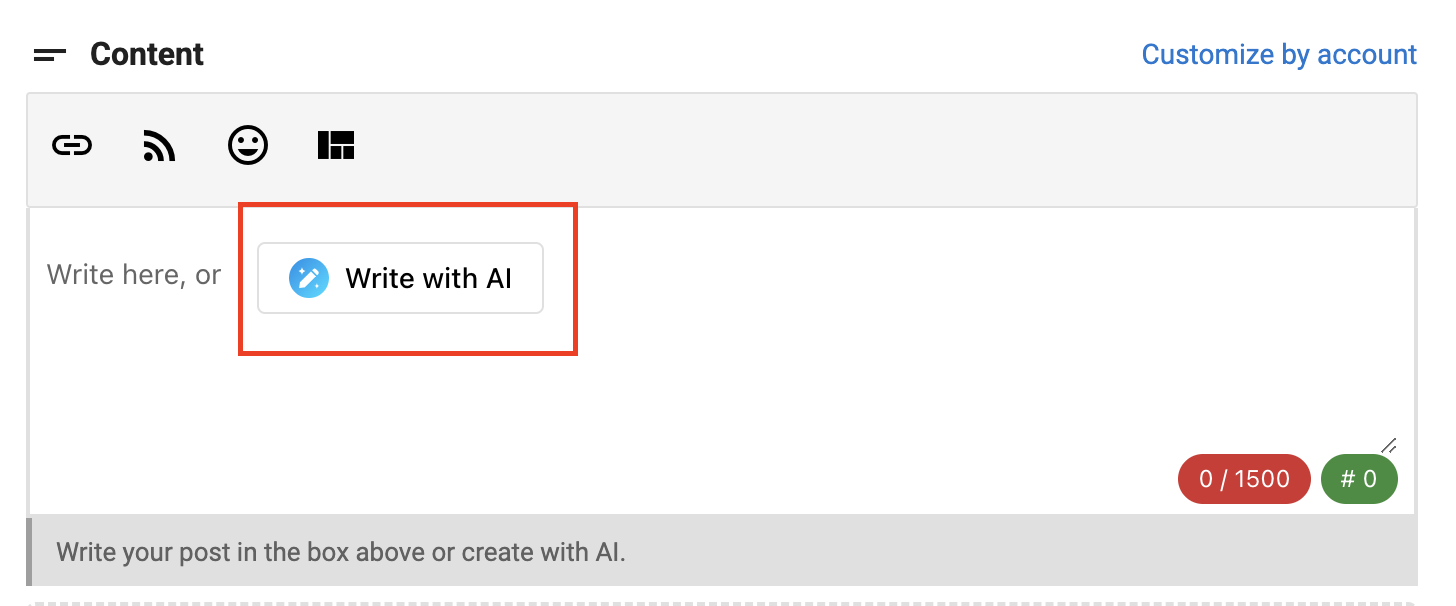 Content
Customize by account
Write here, or
Write with AI
0 / 1500
# 0
Write your post in the box above or create with AI.